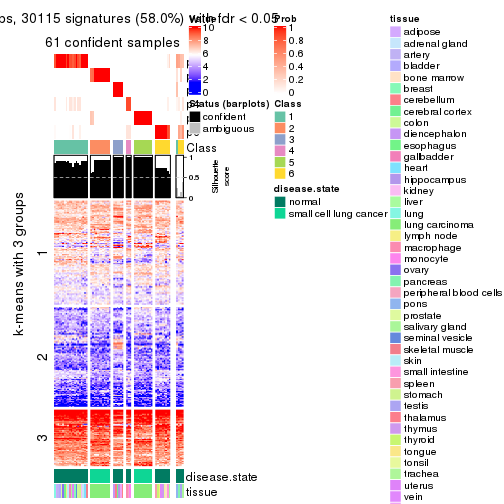 os, 30115 signatures (58.0%) with fdr < 0.05
61 confident samples
Value
10
8
6
4
2
0
Prob
1
0.8
0.6
0.4
0.2
0
Status (barplots)
confident
ambiguous
Class
1
2
3
4
5
6
Class
1
0.5
0
Silhouette
score
disease.state
normal
small cell lung cancer
k-means with 3 groups
1
2
3
disease.state
tissue
tissue
adipose
adrenal gland
artery
bladder
bone marrow
breast
cerebellum
cerebral cortex
colon
diencephalon
esophagus
gallbladder
heart
hippocampus
kidney
liver
lung
lung carcinoma
lymph node
macrophage
monocyte
ovary
pancreas
peripheral blood cells
pons
prostate
salivary gland
seminal vesicle
skeletal muscle
skin
small intestine
spleen
stomach
testis
thalamus
thymus
thyroid
tongue
tonsil
trachea
uterus
vein